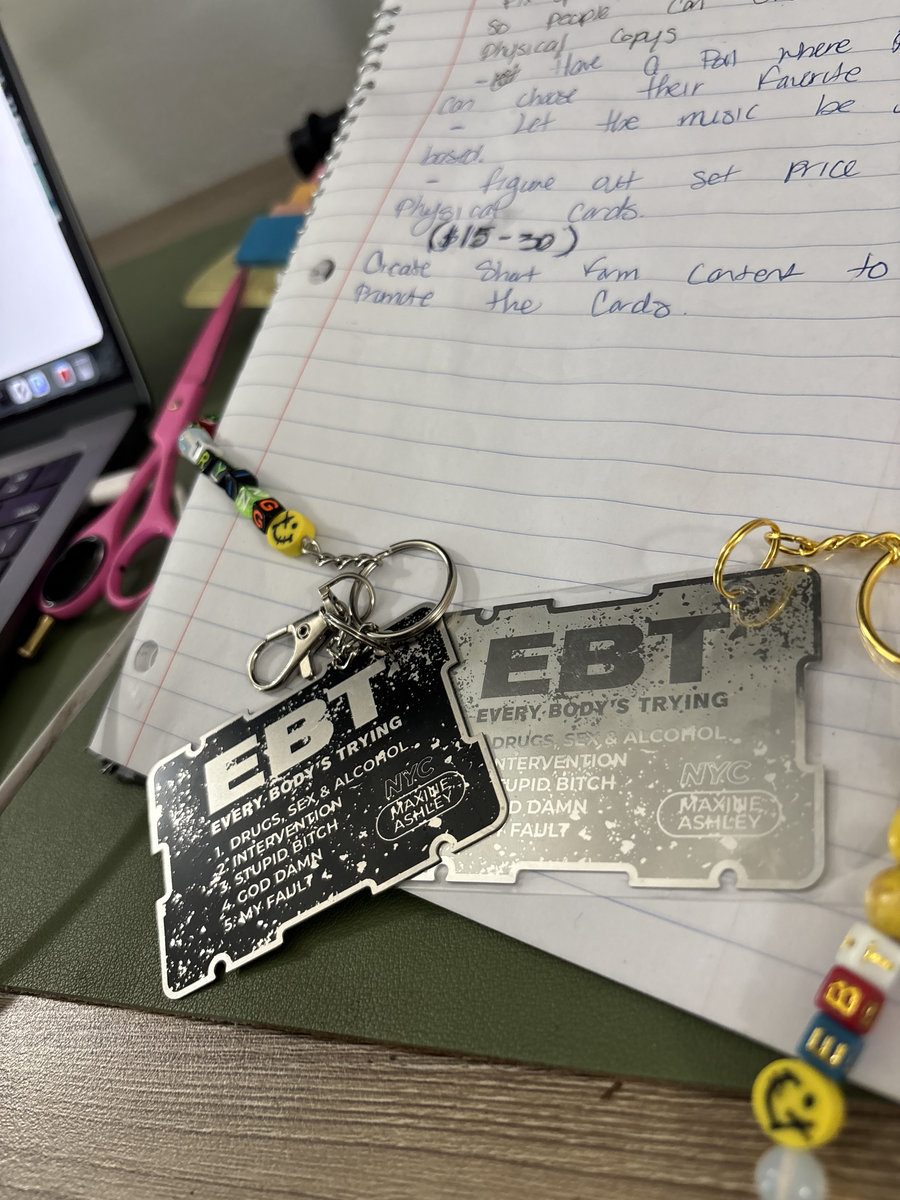 so people can
physical copys
- Have a Poll where
can choose their Favorite
- Let the music be
based.
- figure out set price
Physical Cards.
($15-30)
Create Short Form Content to
Promote the Cards.
TRYING
EBT
EVERY BODY'S TRYING
1. DRUGS, SEX & ALCOHOL
2. INTERVENTION
3. STUPID BITCH
4. GOD DAMN
5. MY FAULT
NYC
MAXINE
ASHLEY
EBT
EVERY BODY'S TRYING
DRUGS, SEX & ALCOHOL
INTERVENTION
TUPID BITCH
D DAMN
FAULT
NYC
MAXINE
ASHLEY
B
E